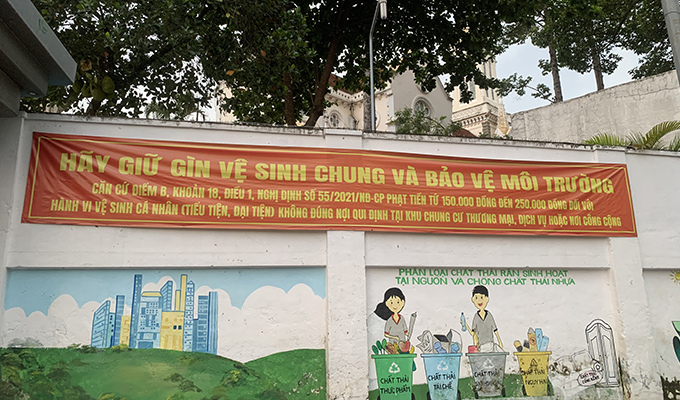 HÃY GIỮ GÌN VỆ SINH CHUNG VÀ BẢO VỆ MÔI TRƯỜNG
CĂN CỨ ĐIỂM B, KHOẢN 18, ĐIỀU 1, NGHỊ ĐỊNH SỐ 55/2021/NĐ-CP PHẠT TIỀN TỪ 150.000 ĐỒNG ĐẾN 250.000 ĐỒNG ĐỐI VỚI
HÀNH VI VỆ SINH CÁ NHÂN (TIỂU TIỆN, ĐẠI TIỆN) KHÔNG ĐÚNG NƠI QUI ĐỊNH TẠI KHU CHUNG CƯ THƯƠNG MẠI, DỊCH VỤ HOẶC NƠI CÔNG CỘNG
PHÂN LOẠI CHẤT THẢI RẮN SINH HOẠT
TẠI NGUỒN VÀ CHỐNG CHẤT THẢI NHỰA
CHẤT THẢI
THỰC PHẨM
CHẤT THẢI
TÁI CHẾ
CHẤT THẢI
CHẤT THẢI
NGUY HẠI